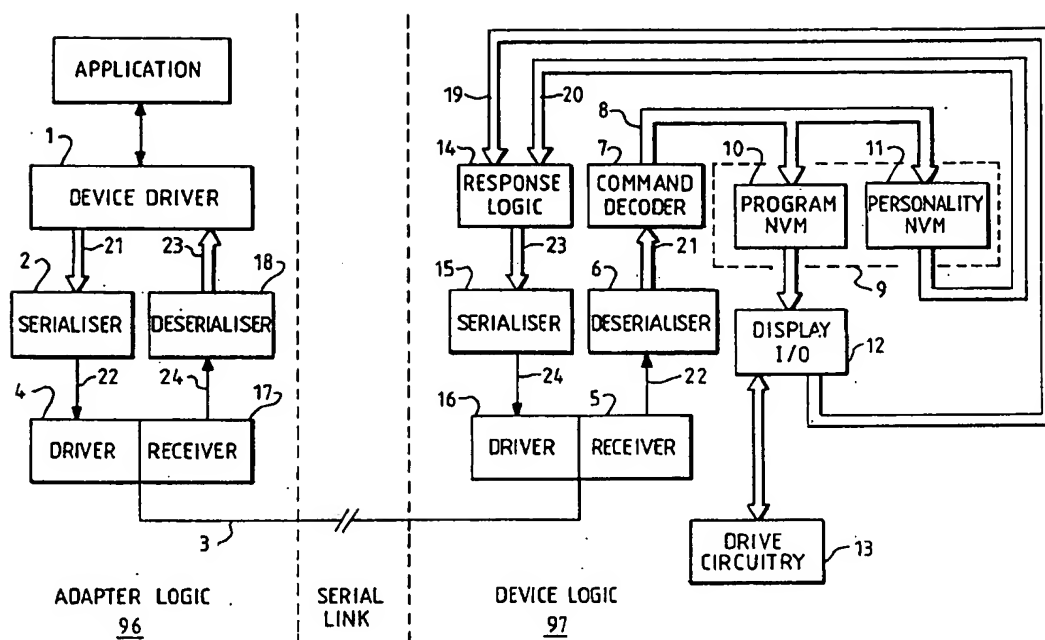 APPLICATION
1
DEVICE DRIVER
21
23
2
18
SERIALISER
DESERIALISER
22
24
4
17
DRIVER
RECEIVER
3
ADAPTER LOGIC
96
SERIAL
LINK
19
20
8
14
7
10
11
RESPONSE
LOGIC
COMMAND
DECODER
PROGRAM
NVM
PERSONALITY
NVM
23
21
9
15
6
SERIALISER
DESERIALISER
DISPLAY
I/O
12
24
22
16
5
DRIVER
RECEIVER
DRIVE
CIRCUITRY
13
DEVICE LOGIC
97